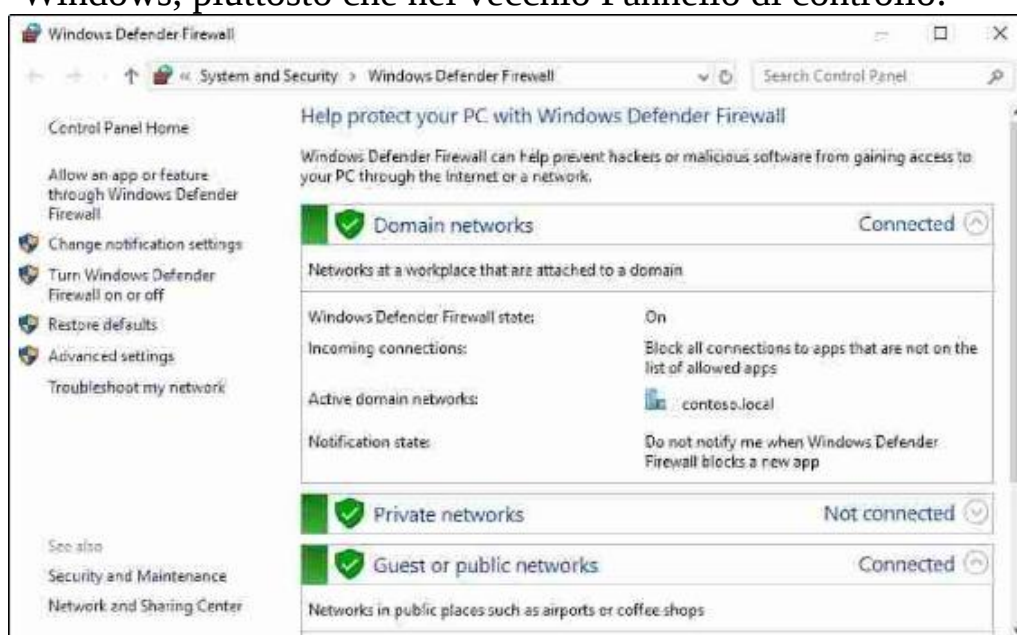 Windows, piuttosto che nel vecchio Pannello di controllo.
Windows Defender Firewall
« System and Security > Windows Defender Firewall
Search Control Panel
Control Panel Home
Allow an app or feature
through Windows Defender
Firewall
Change notification settings
Turn Windows Defender
Firewall on or off
Restore defaults
Advanced settings
Troubleshoot my network
See also
Security and Maintenance
Network and Sharing Center
Help protect your PC with Windows Defender Firewall
Windows Defender Firewall can help prevent hackers or malicious software from gaining access to
your PC through the Internet or a network.
Domain networks Connected
Networks at a workplace that are attached to a domain
Windows Defender Firewall state: On
Incoming connections: Block all connections to apps that are not on the
list of allowed apps
Active domain networks: contoso.local
Notification state: Do not notify me when Windows Defender
Firewall blocks a new app
Private networks Not connected
Guest or public networks Connected
Networks in public places such as airports or coffee shops